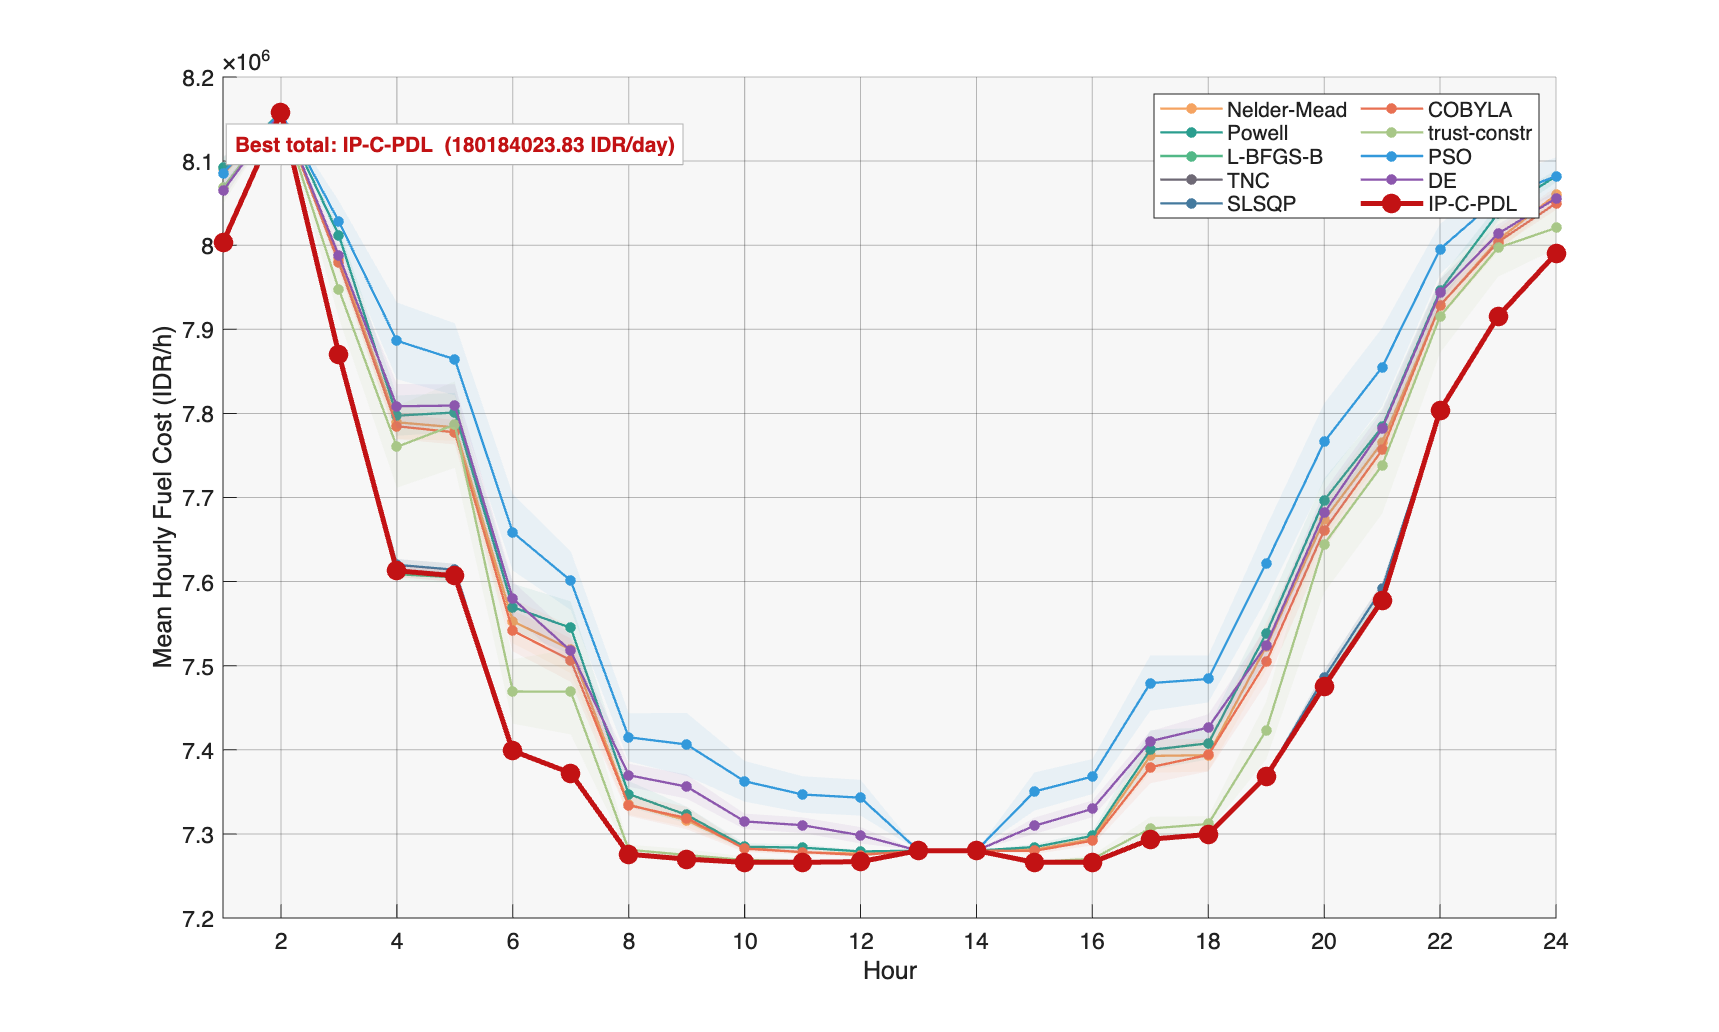 ×10⁶
8.2
8.1
8
7.9
7.8
7.7
7.6
7.5
7.4
7.3
7.2
Mean Hourly Fuel Cost (IDR/h)
Best total: IP-C-PDL (180184023.83 IDR/day)
Nelder-Mead COBYLA
Powell trust-constr
L-BFGS-B PSO
TNC DE
SLSQP IP-C-PDL
2 4 6 8 10 12 14 16 18 20 22 24
Hour